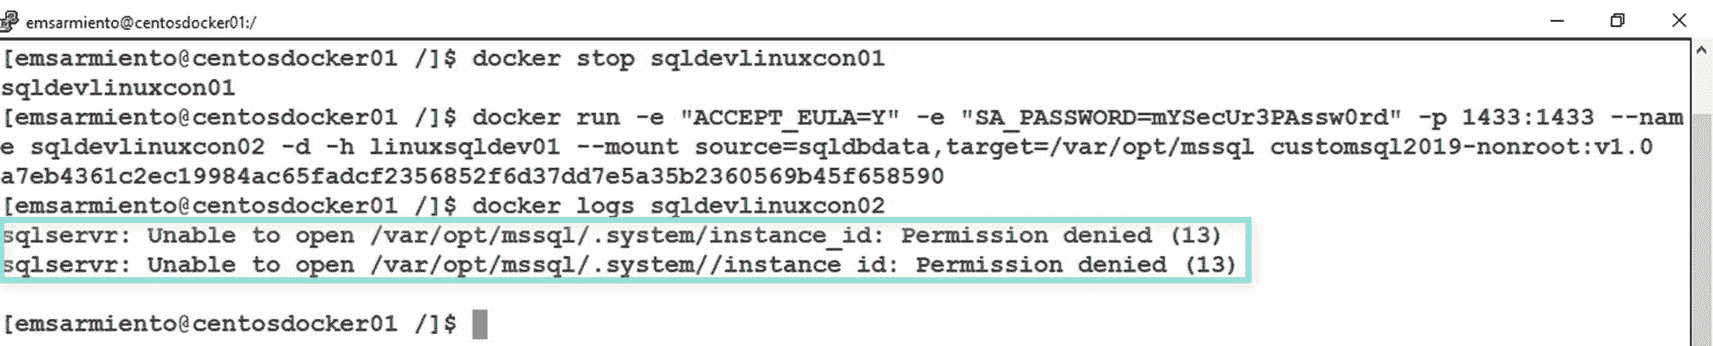 emsarmiento@centosdocker01:/
[emsarmiento@centosdocker01 /]$ docker stop sqldevlinuxcon01
sqldevlinuxcon01
[emsarmiento@centosdocker01 /]$ docker run -e "ACCEPT_EULA=Y" -e "SA_PASSWORD=mYSecUr3PAssw0rd" -p 1433:1433 --nam
e sqldevlinuxcon02 -d -h linuxsqldev01 --mount source=sqldbdata,target=/var/opt/mssql customsql2019-nonroot:v1.0
a7eb4361c2ec19984ac65fadcf2356852f6d37dd7e5a35b2360569b45f658590
[emsarmiento@centosdocker01 /]$ docker logs sqldevlinuxcon02
sqlservr: Unable to open /var/opt/mssql/.system/instance_id: Permission denied (13)
sqlservr: Unable to open /var/opt/mssql/.system//instance id: Permission denied (13)
[emsarmiento@centosdocker01 /]$